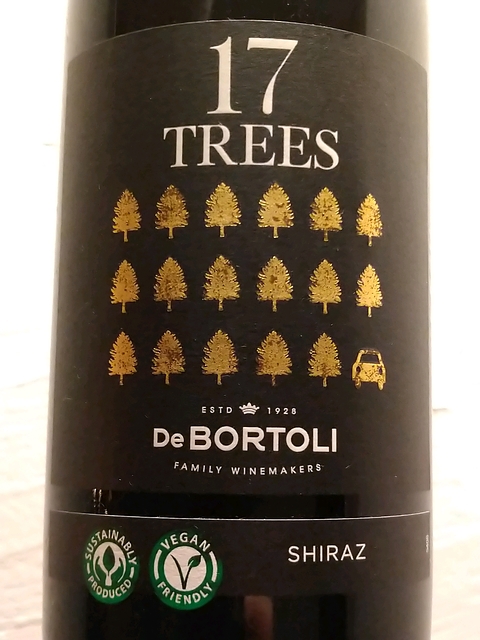 17
TREES
ESTD 1928
De BORTOLI
FAMILY WINEMAKERS
SUSTAINABLY
PRODUCED
VEGAN
FRIENDLY
SHIRAZ